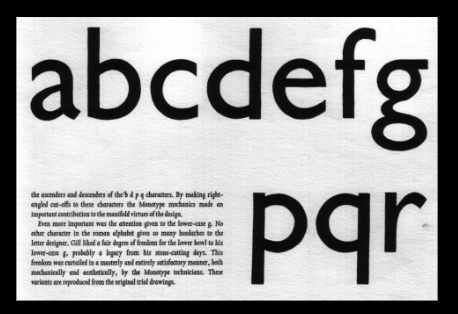 abcdefg
the ascenders and descenders of the b d p q characters. By making right-
angled cut-offs to these characters the Monotype mechanics made an
important contribution to the manifold virtues of the design.
Even more important was the attention given to the lower-case g. No
other character in the roman alphabet gives so many headaches to the
letter designer. Gill liked a fair degree of freedom for the lower bowl to his
lower-case g, probably a legacy from his stone-cutting days. This
freedom was curtailed in a masterly and entirely satisfactory manner, both
mechanically and aesthetically, by the Monotype technicians. These
variants are reproduced from the original trial drawings.
pqr